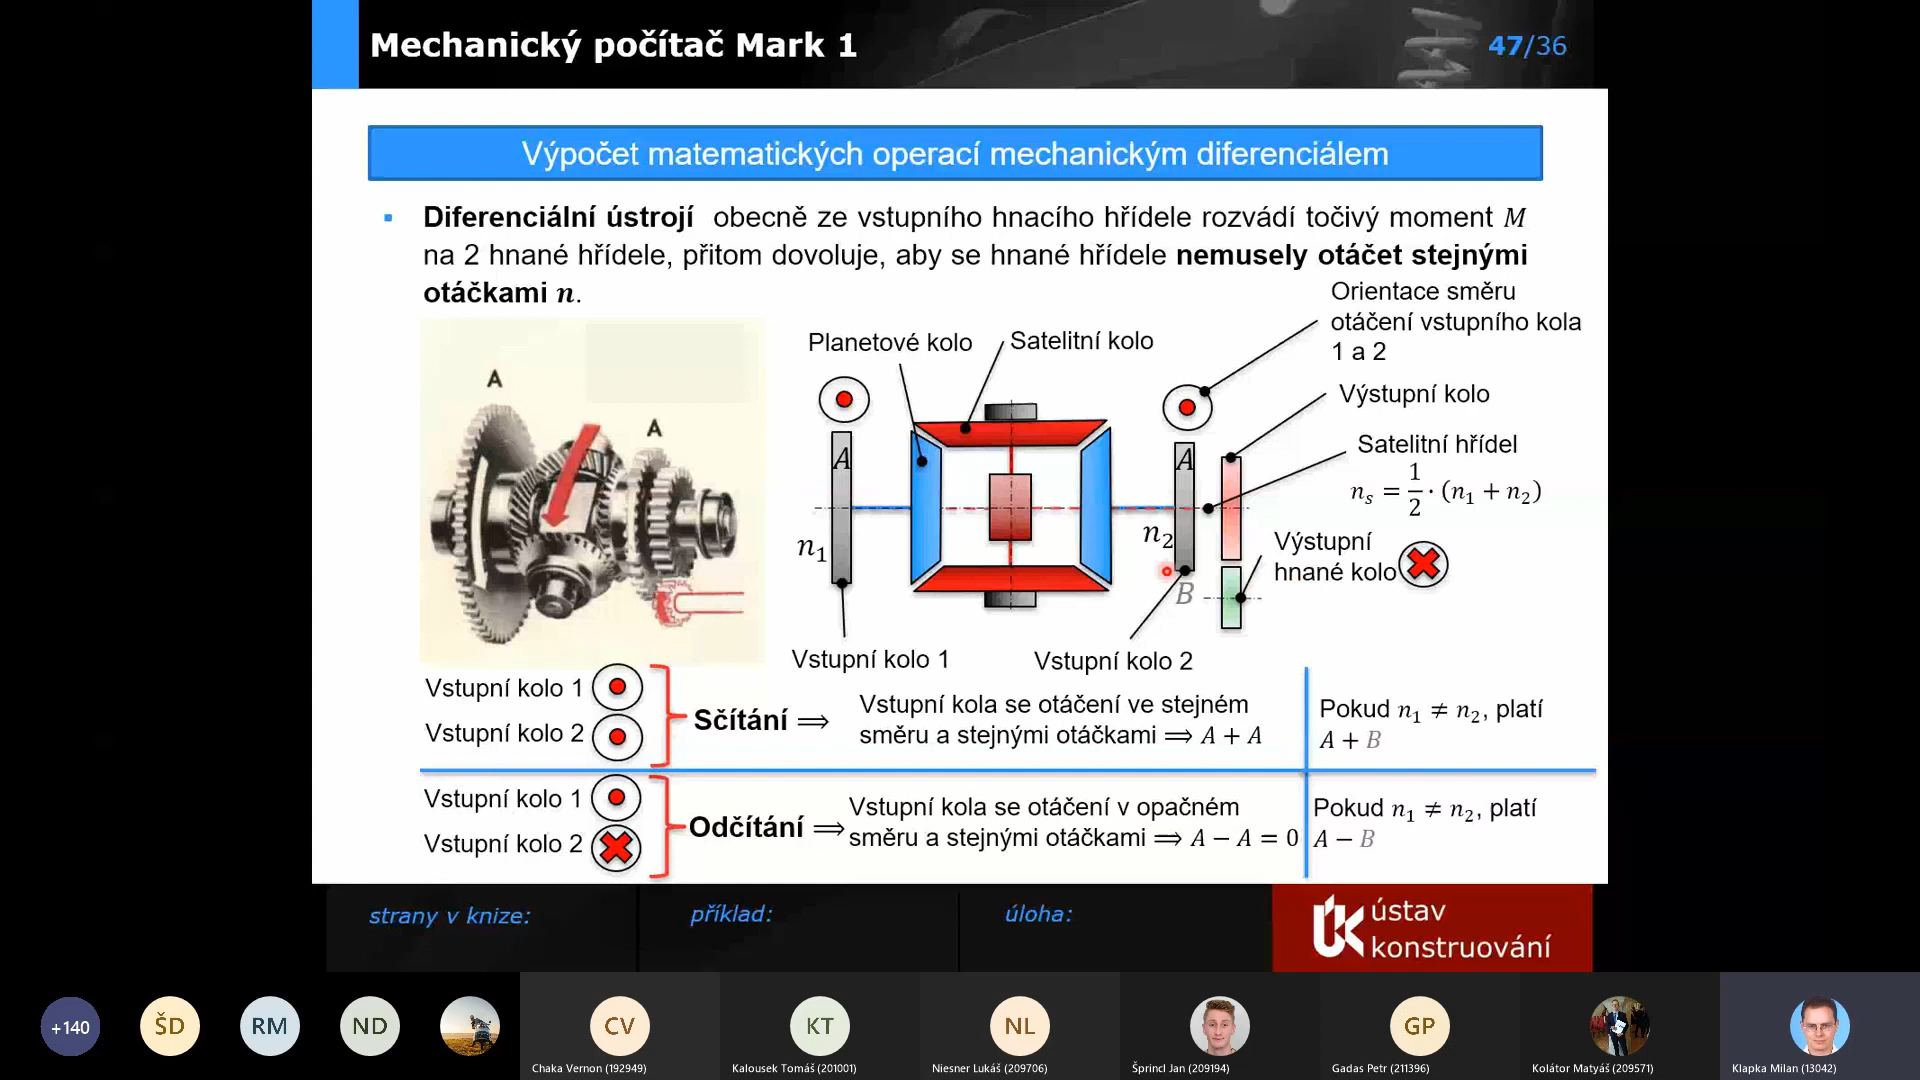 Mechanický počítač Mark 1
47/36
Výpočet matematických operací mechanickým diferenciálem
Diferenciální ústrojí obecně ze vstupního hnacího hřídele rozvádí točivý moment M
na 2 hnané hřídele, přitom dovoluje, aby se hnané hřídele nemusely otáčet stejnými
otáčkami n.
Orientace směru
otáčení vstupního kola
1 a 2
Planetové kolo
Satelitní kolo
Výstupní kolo
Satelitní hřídel
n_s = 1/2 · (n_1 + n_2)
A
A
A
A
n_1
n_2
B
Výstupní
hnané kolo
Vstupní kolo 1
Vstupní kolo 2
Vstupní kolo 1
Vstupní kolo 2
Sčítání ⟹
Vstupní kola se otáčení ve stejném
směru a stejnými otáčkami ⟹ A + A
Pokud n_1 ≠ n_2, platí
A + B
Vstupní kolo 1
Vstupní kolo 2
Odčítání ⟹
Vstupní kola se otáčení v opačném
směru a stejnými otáčkami ⟹ A − A = 0
Pokud n_1 ≠ n_2, platí
A − B
strany v knize:
příklad:
úloha:
ÚK ústav
konstruování
+140
ŠD
RM
ND
CV
KT
NL
GP
Chaka Vernon (192949)
Kalousek Tomáš (201001)
Niesner Lukáš (209706)
Šprincl Jan (209194)
Gadas Petr (211396)
Kolátor Matyáš (209571)
Klapka Milan (13042)